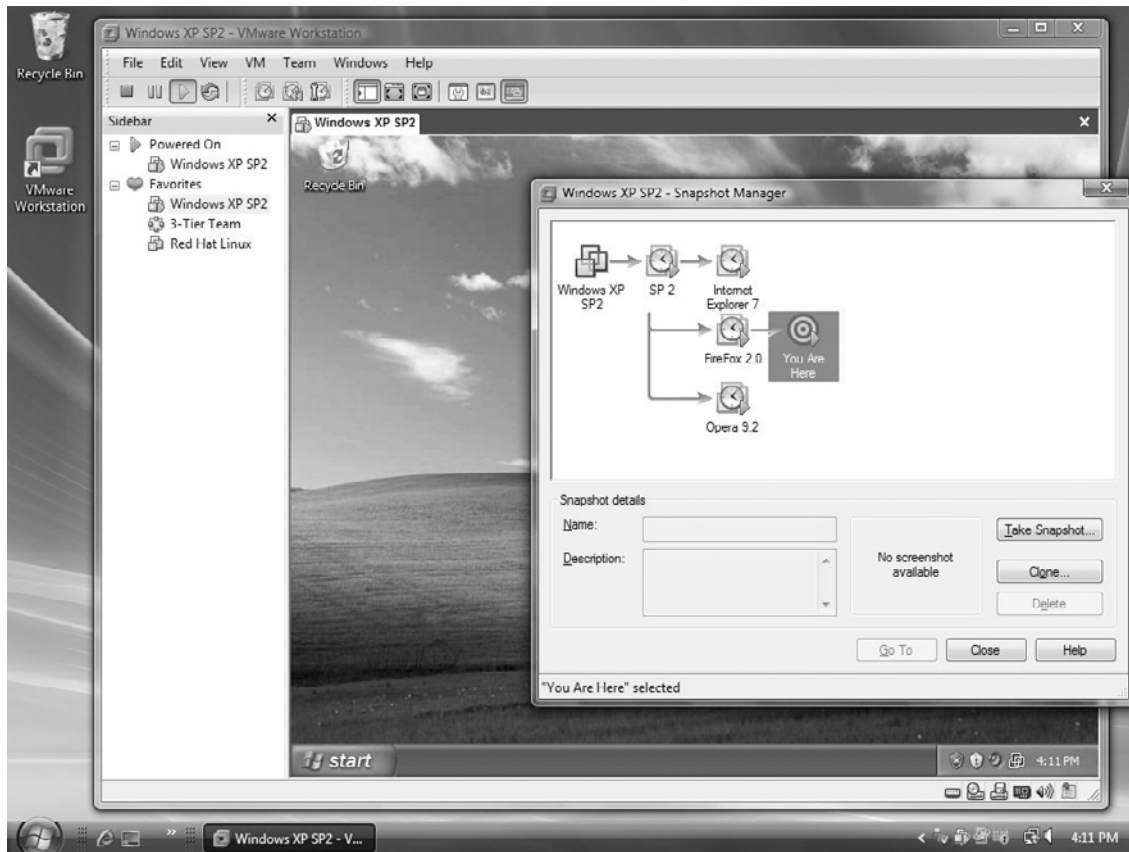 Recycle Bin
VMware
Workstation
Windows XP SP2 - VMware Workstation
File Edit View VM Team Windows Help
Sidebar
Powered On
Windows XP SP2
Favorites
Windows XP SP2
3-Tier Team
Red Hat Linux
Windows XP SP2
Recycle Bin
Windows XP SP2 - Snapshot Manager
Windows XP
SP2
SP 2
Internet
Explorer 7
FireFox 2.0
You Are
Here
Opera 9.2
Snapshot details
Name:
Description:
No screenshot
available
Take Snapshot...
Clone...
Delete
Go To
Close
Help
"You Are Here" selected
start
4:11 PM
Windows XP SP2 - V...
4:11 PM